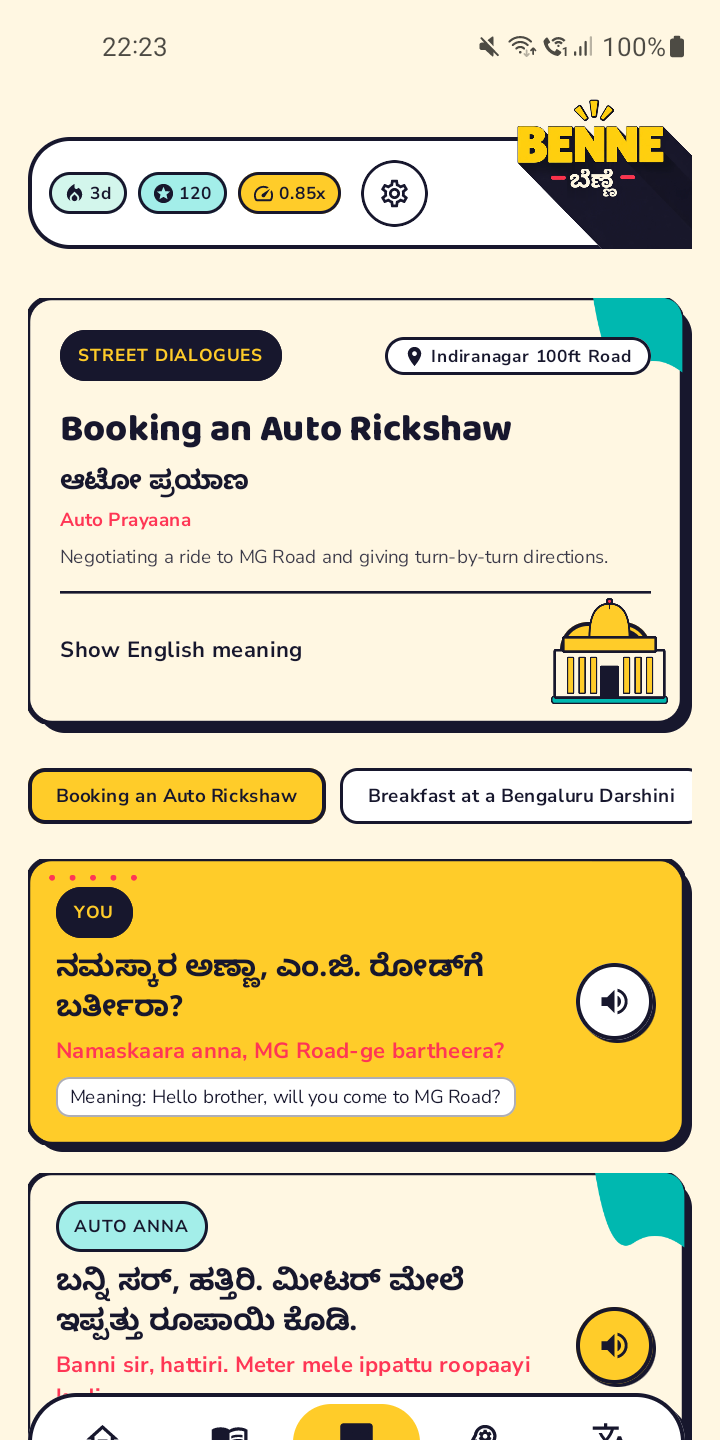 22:23
100%
BENNE
ಬೆಣ್ಣೆ
3d
120
0.85x
STREET DIALOGUES
Indiranagar 100ft Road
Booking an Auto Rickshaw
ಆಟೋ ಪ್ರಯಾಣ
Auto Prayaana
Negotiating a ride to MG Road and giving turn-by-turn directions.
Show English meaning
Booking an Auto Rickshaw
Breakfast at a Bengaluru Darshini
YOU
ನಮಸ್ಕಾರ ಅಣ್ಣಾ, ಎಂ.ಜಿ. ರೋಡ್‌ಗೆ
ಬರ್ತೀರಾ?
Namaskaara anna, MG Road-ge bartheera?
Meaning: Hello brother, will you come to MG Road?
AUTO ANNA
ಬನ್ನಿ ಸರ್, ಹತ್ತಿರಿ. ಮೀಟರ್ ಮೇಲೆ
ಇಪ್ಪತ್ತು ರೂಪಾಯಿ ಕೊಡಿ.
Banni sir, hattiri. Meter mele ippattu roopaayi